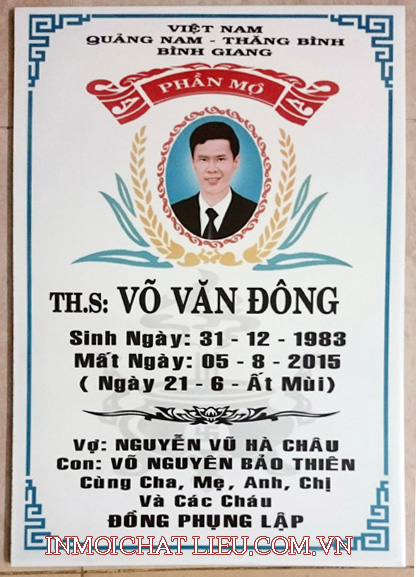 VIỆT NAM
QUẢNG NAM - THĂNG BÌNH
BÌNH GIANG
PHẦN MỘ
TH.S: VÕ VĂN ĐÔNG
Sinh Ngày: 31 - 12 - 1983
Mất Ngày: 05 - 8 - 2015
( Ngày 21 - 6 - Ất Mùi)
Vợ: NGUYỄN VŨ HÀ CHÂU
Con: VÕ NGUYÊN BẢO THIÊN
Cùng Cha, Mẹ, Anh, Chị
Và Các Cháu
ĐỒNG PHỤNG LẬP
INMOICHATLIEU.COM.VN